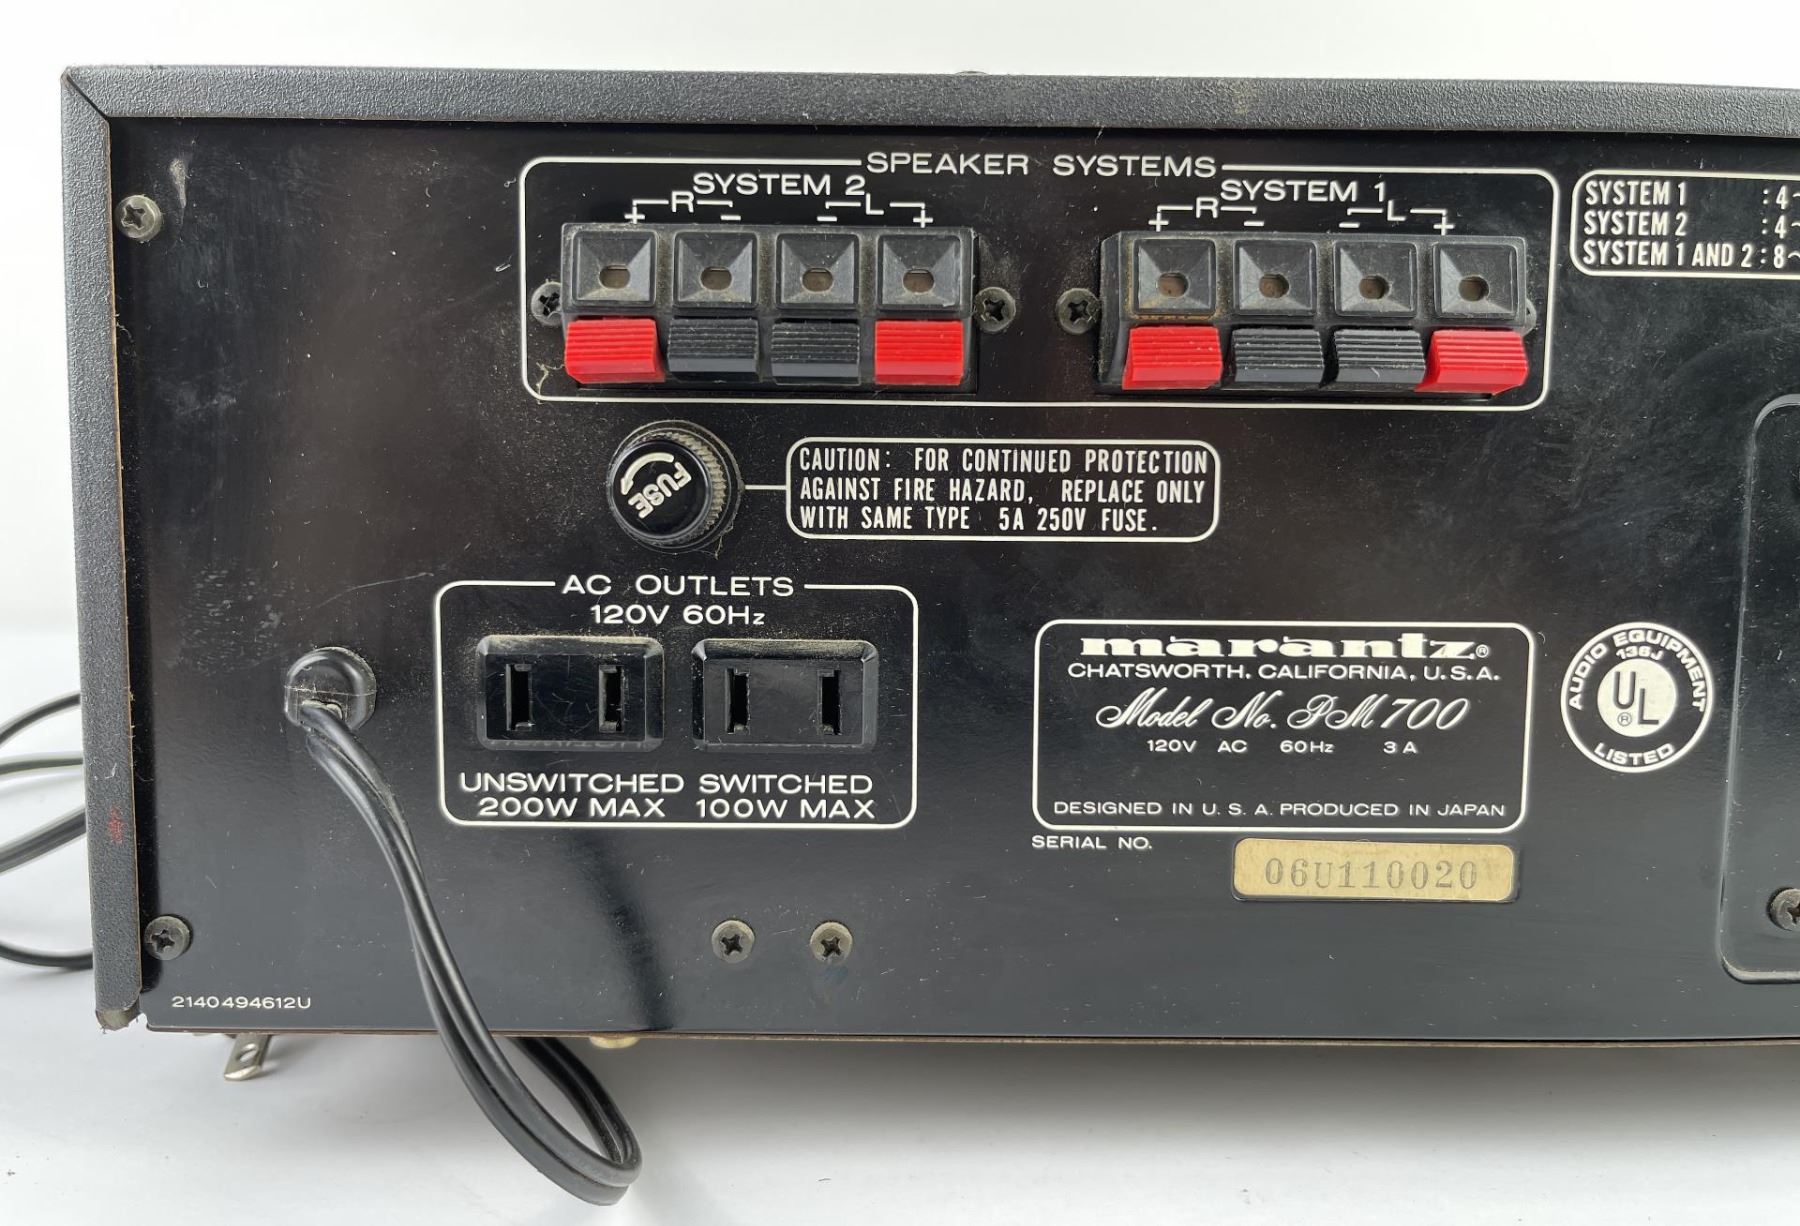 SPEAKER SYSTEMS
SYSTEM 2
+ R - - L +
SYSTEM 1
+ R - - L +
SYSTEM 1 : 4~
SYSTEM 2 : 4~
SYSTEM 1 AND 2 : 8~
FUSE
CAUTION: FOR CONTINUED PROTECTION
AGAINST FIRE HAZARD, REPLACE ONLY
WITH SAME TYPE 5A 250V FUSE.
AC OUTLETS
120V 60Hz
UNSWITCHED SWITCHED
200W MAX 100W MAX
marantz®
CHATSWORTH, CALIFORNIA, U.S.A.
Model No. PM700
120V AC 60Hz 3A
DESIGNED IN U.S.A. PRODUCED IN JAPAN
SERIAL NO.
06U110020
AUDIO EQUIPMENT
136J
UL®
LISTED
2140494612U